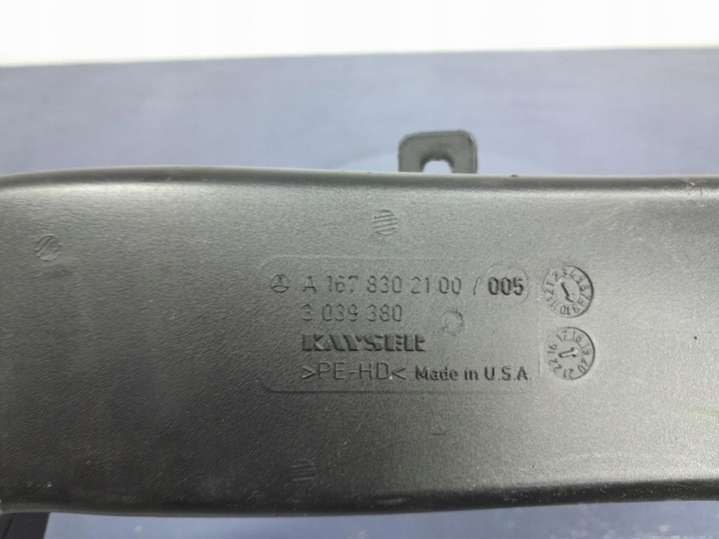 A 167 830 21 00 / 005
3 039 380
KAYSER
>PE-HD< Made in U.S.A.